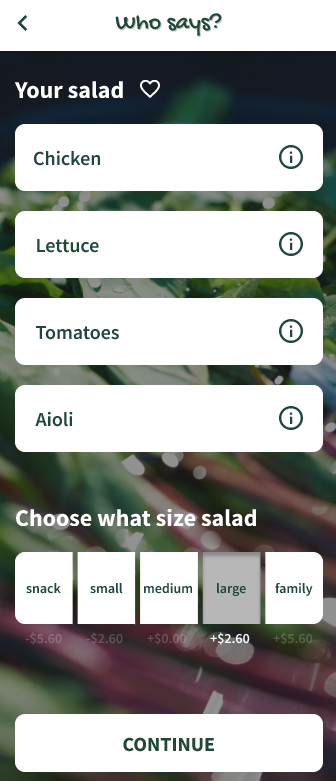 Who says?
Your salad
Chicken
Lettuce
Tomatoes
Aioli
Choose what size salad
snack small medium large family
-$5.60 -$2.60 +$0.00 +$2.60 +$5.60
CONTINUE